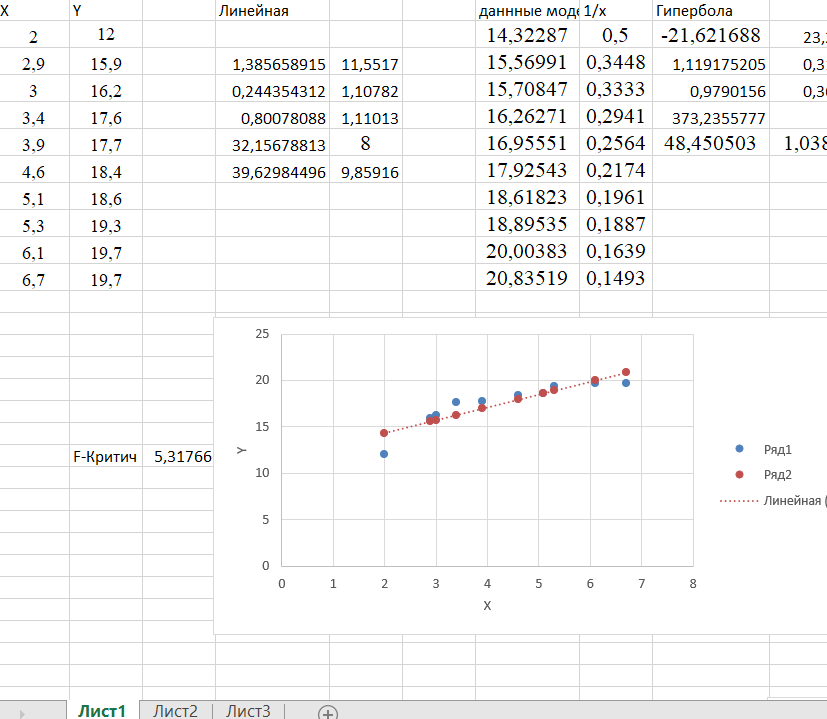 X Y Линейная даннные моде 1/x Гипербола
2 12 14,32287 0,5 -21,621688 23,
2,9 15,9 1,385658915 11,5517 15,56991 0,3448 1,119175205 0,3
3 16,2 0,244354312 1,10782 15,70847 0,3333 0,9790156 0,3
3,4 17,6 0,80078088 1,11013 16,26271 0,2941 373,2355777
3,9 17,7 32,15678813 8 16,95551 0,2564 48,450503 1,038
4,6 18,4 39,62984496 9,85916 17,92543 0,2174
5,1 18,6 18,61823 0,1961
5,3 19,3 18,89535 0,1887
6,1 19,7 20,00383 0,1639
6,7 19,7 20,83519 0,1493
25
20
15
10
5
0
Y
0 1 2 3 4 5 6 7 8
X
Ряд1
Ряд2
Линейная (
F-Критич 5,31766
Лист1 Лист2 Лист3